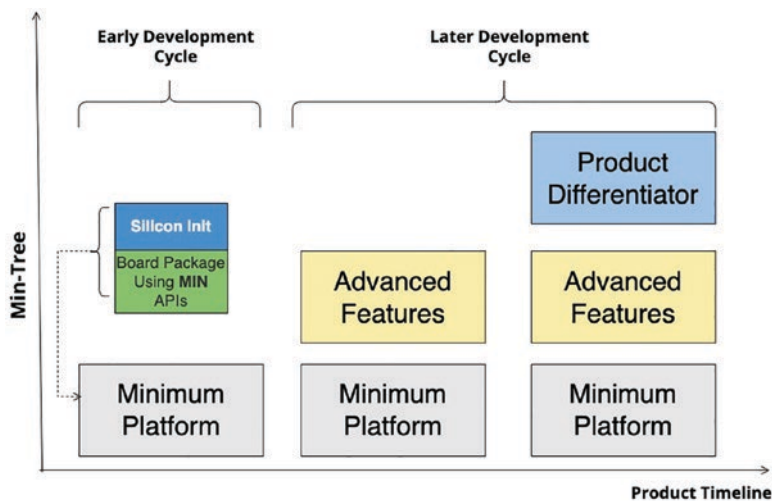 Early Development
Cycle
Later Development
Cycle
Product
Differentiator
Silicon Init
Board Package
Using MIN
APIs
Advanced
Features
Advanced
Features
Minimum
Platform
Minimum
Platform
Minimum
Platform
Min-Tree
Product Timeline